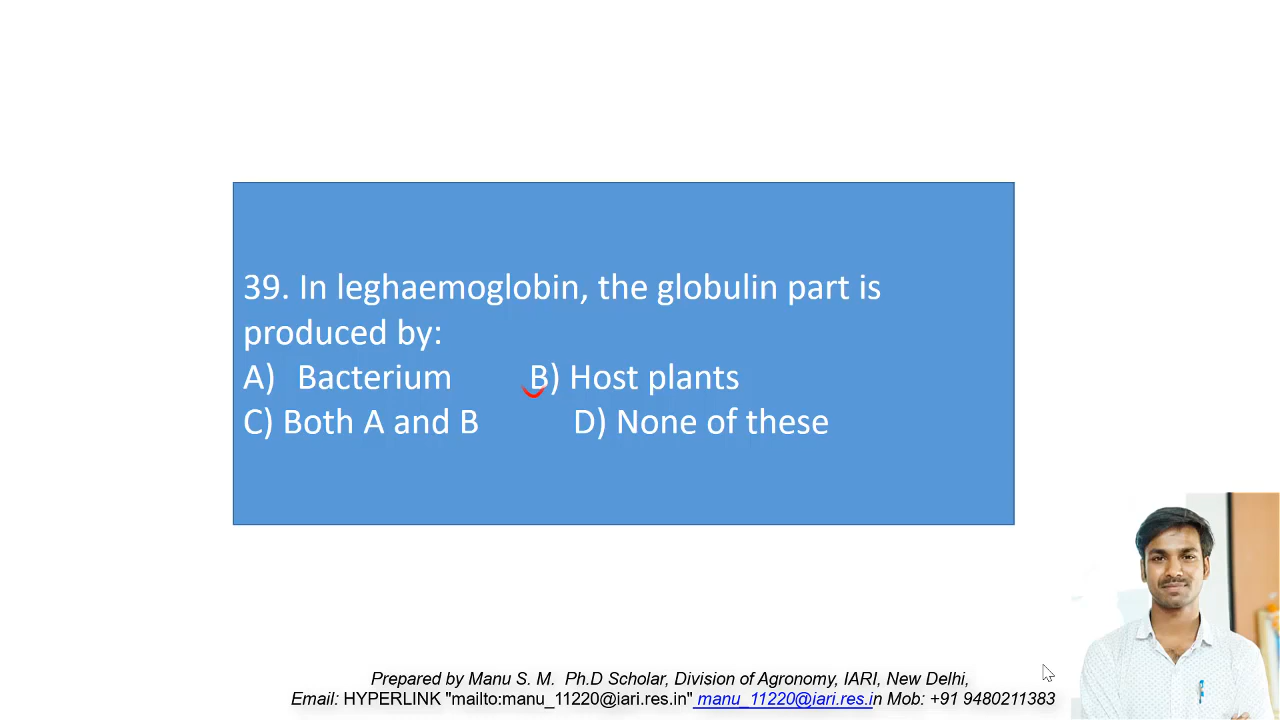 39. In leghaemoglobin, the globulin part is
produced by:
A) Bacterium B) Host plants
C) Both A and B D) None of these
Prepared by Manu S. M. Ph.D Scholar, Division of Agronomy, IARI, New Delhi,
Email: HYPERLINK "mailto:manu_11220@iari.res.in" manu_11220@iari.res.in Mob: +91 9480211383